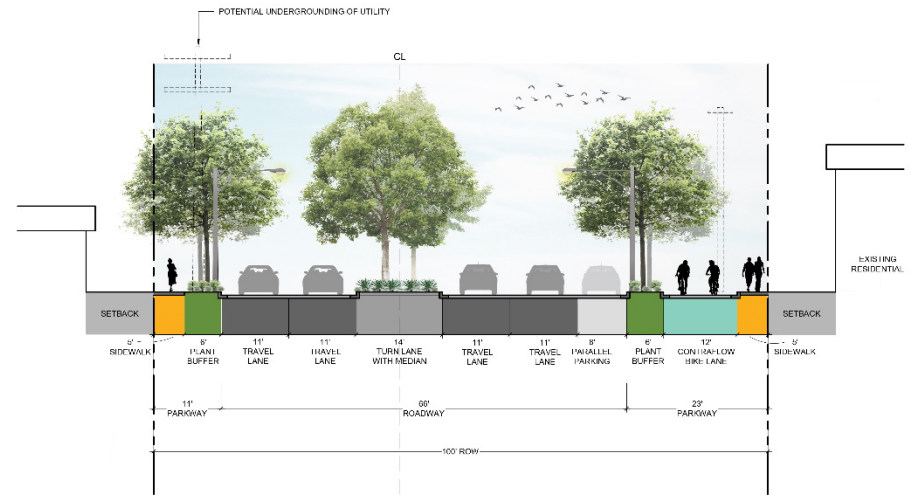 POTENTIAL UNDERGROUNDING OF UTILITY
CL
EXISTING
RESIDENTIAL
SETBACK
SETBACK
5'
SIDEWALK
6'
PLANT
BUFFER
11'
TRAVEL
LANE
11'
TRAVEL
LANE
14'
TURN LANE
WITH MEDIAN
11'
TRAVEL
LANE
11'
TRAVEL
LANE
8'
PARALLEL
PARKING
6'
PLANT
BUFFER
12'
CONTRAFLOW
BIKE LANE
5'
SIDEWALK
11'
PARKWAY
66'
ROADWAY
23'
PARKWAY
100' ROW